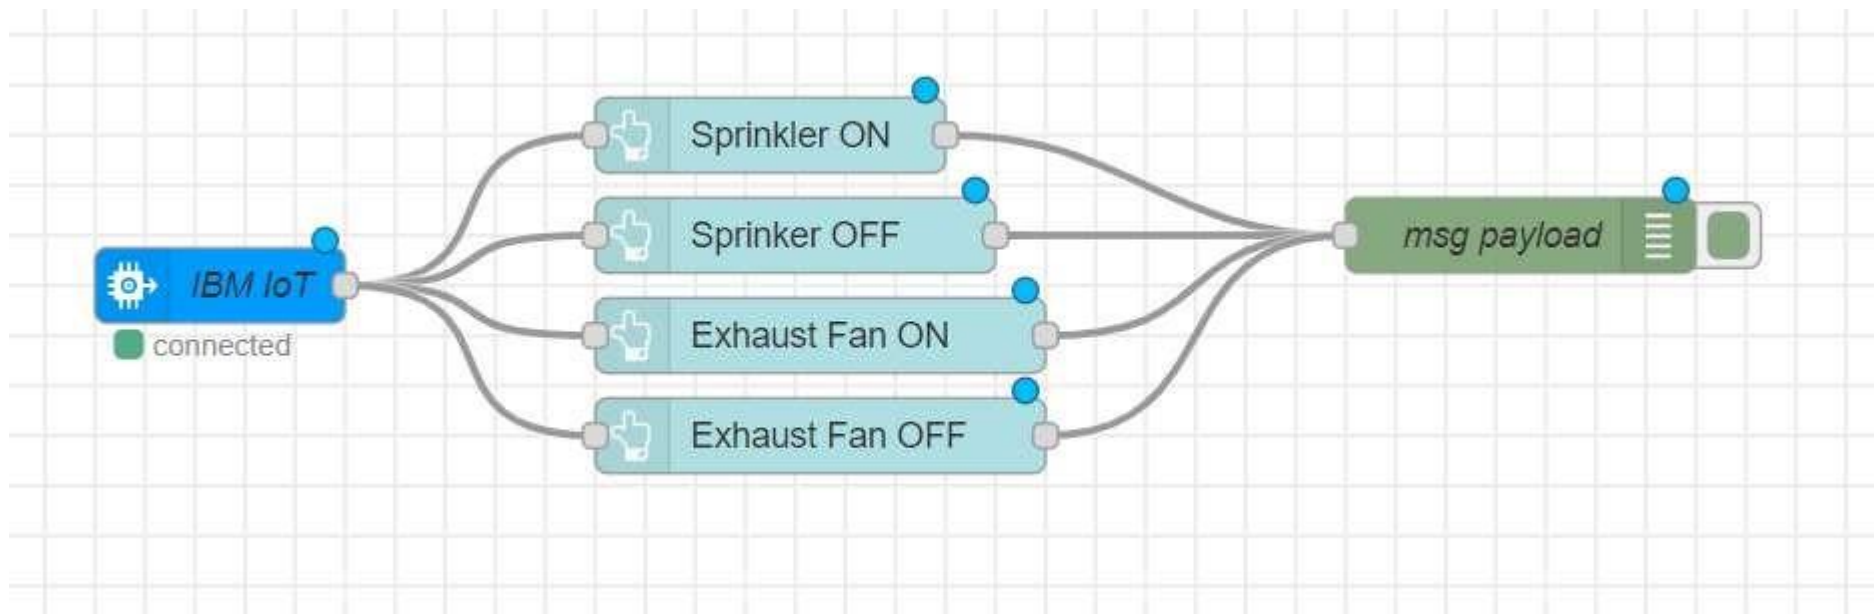 IBM IoT
connected
Sprinkler ON
Sprinker OFF
Exhaust Fan ON
Exhaust Fan OFF
msg payload